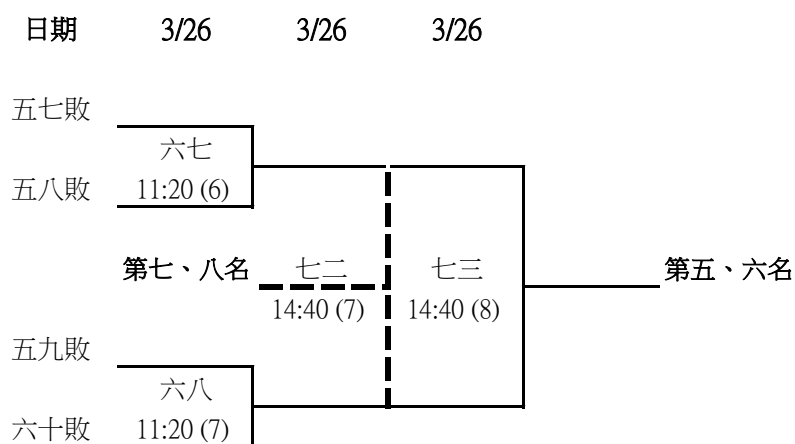 日期 3/26 3/26 3/26
五七敗
六七
五八敗 11:20 (6)
第七、八名 七二 七三 第五、六名
14:40 (7) 14:40 (8)
五九敗
六八
六十敗 11:20 (7)